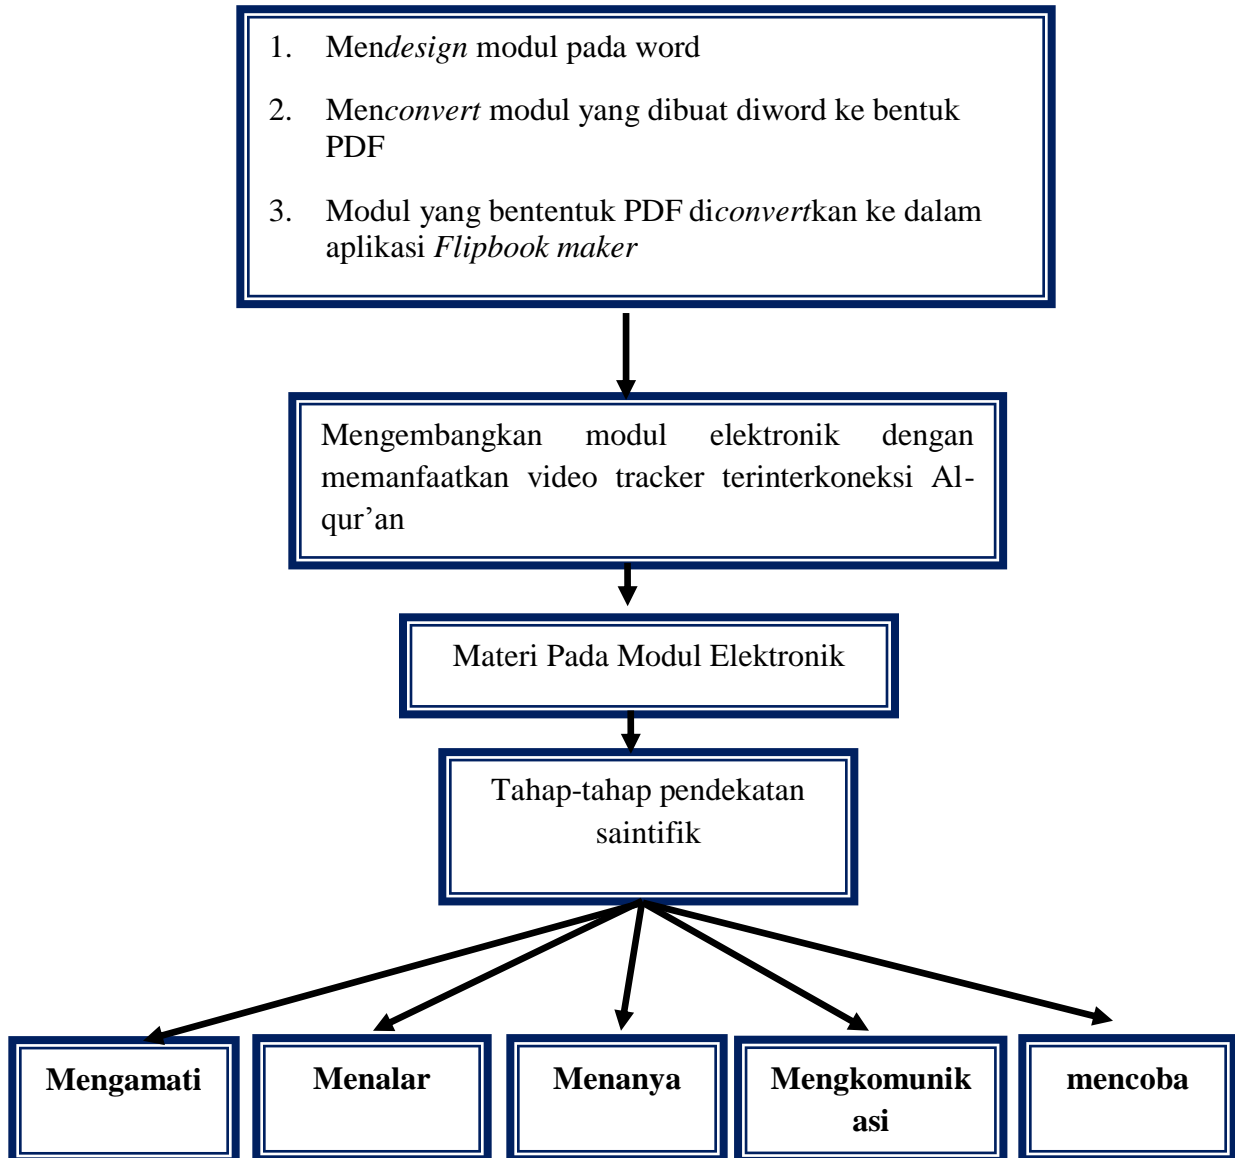 1. Mendesign modul pada word
2. Menconvert modul yang dibuat diword ke bentuk
PDF
3. Modul yang bententuk PDF diconvertkan ke dalam
aplikasi Flipbook maker
Mengembangkan modul elektronik dengan
memanfaatkan video tracker terinterkoneksi Al-
qur’an
Materi Pada Modul Elektronik
Tahap-tahap pendekatan
saintifik
Mengamati
Menalar
Menanya
Mengkomunik
asi
mencoba